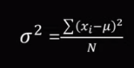 σ² = ∑(xᵢ-μ)² / N